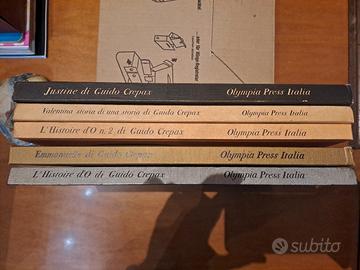 Justine di Guido Crepax Olympia Press Italia
Valentina storia di una storia di Guido Crepax Olympia Press Italia
L'Histoire d'O n. 2 di Guido Crepax Olympia Press Italia
Emmanuelle di Guido Crepax Olympia Press Italia
L'Histoire d'O di Guido Crepax Olympia Press Italia
subito